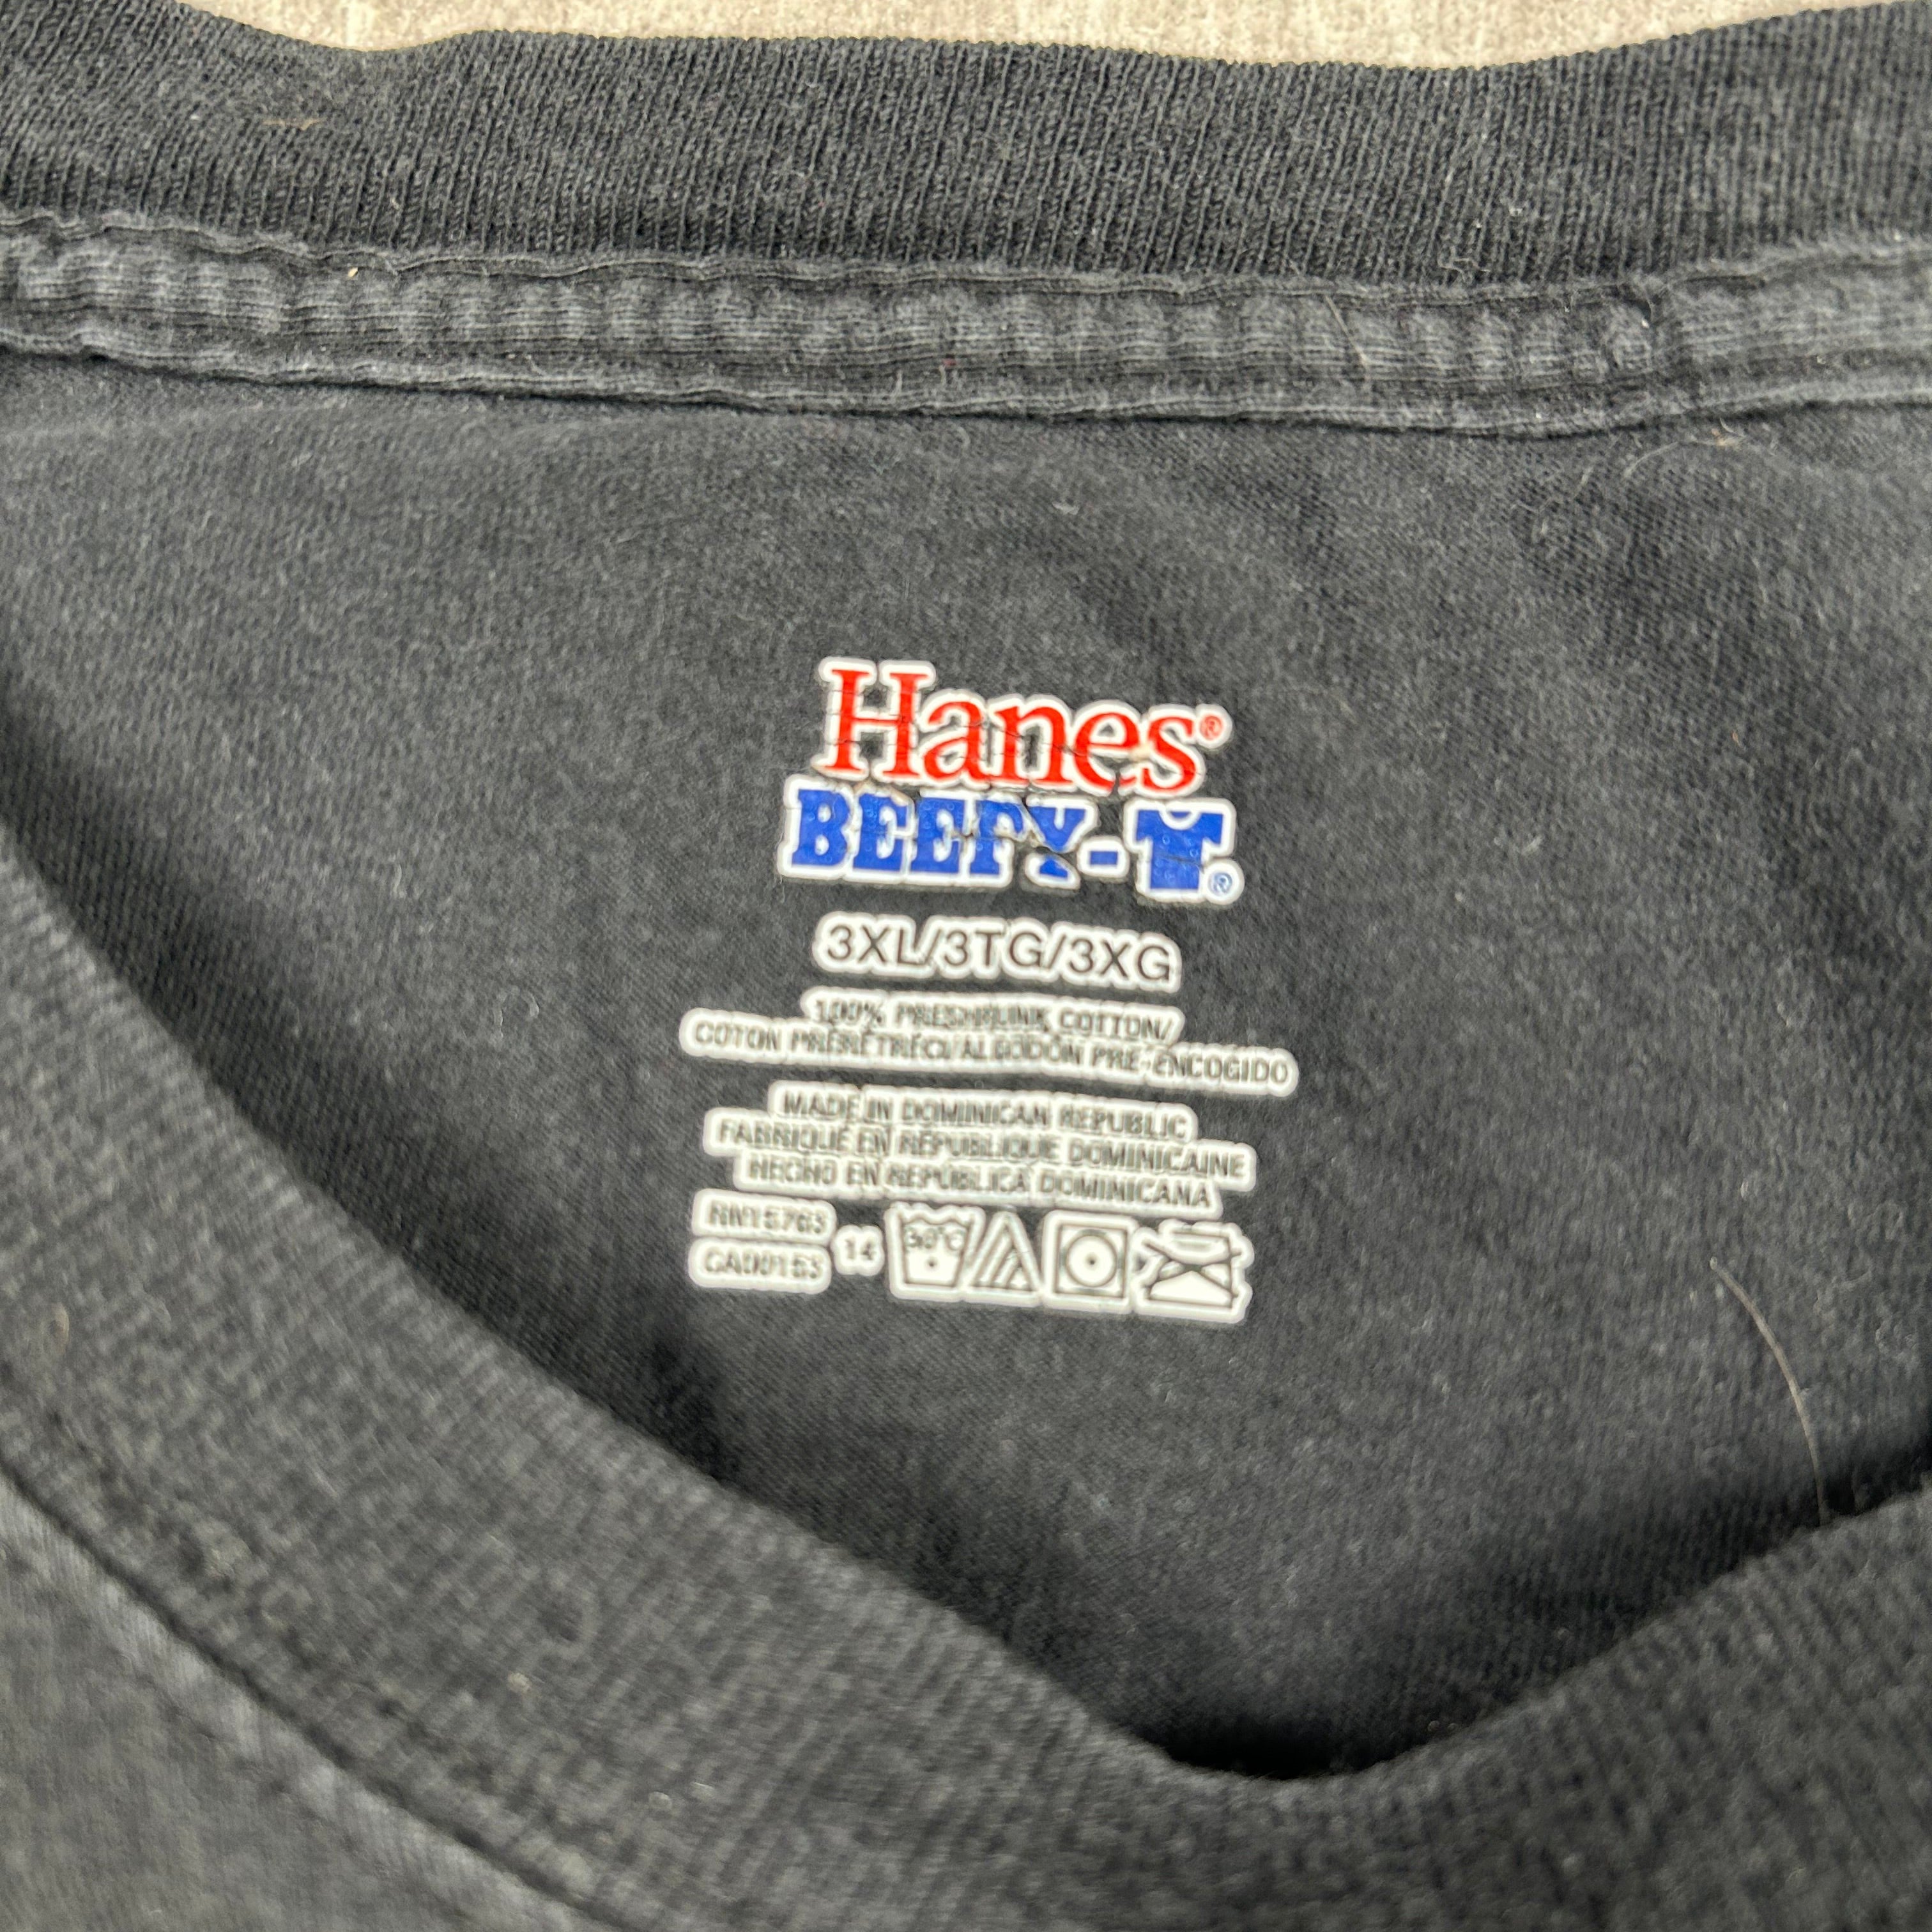 Hanes®
BEEFY-T®
3XL/3TG/3XG
100% PRESHRUNK COTTON/
COTON PRÉRÉTRÉCI/ALGODÓN PRE-ENCOGIDO
MADE IN DOMINICAN REPUBLIC
FABRIQUÉ EN RÉPUBLIQUE DOMINICAINE
HECHO EN REPÚBLICA DOMINICANA
RN15763
CA00153
14